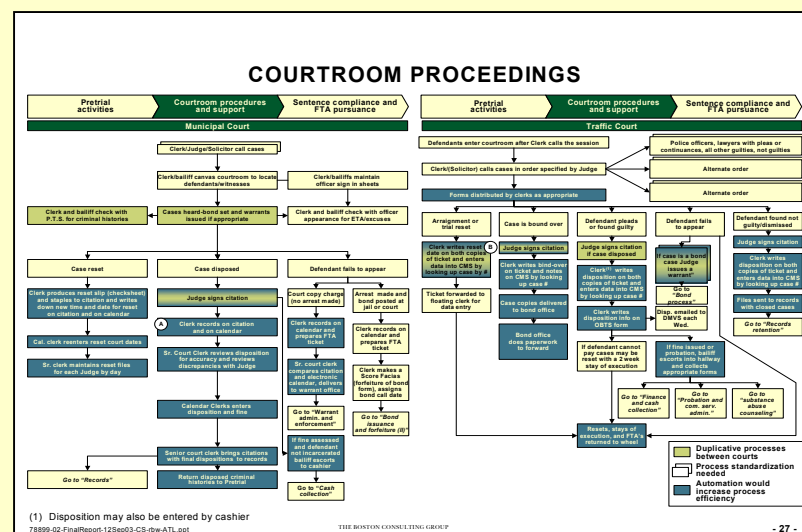 COURTROOM PROCEEDINGS
Pretrial
activities
Courtroom procedures
and support
Sentence compliance and
FTA pursuance
Municipal Court
Clerk/Judge/Solicitor call cases
Clerk/bailiff canvas courtroom to locate
defendants/witnesses
Clerk/bailiffs maintain
officer sign in sheets
Clerk and bailiff check with
P.T.S. for criminal histories
Cases heard-bond set and warrants
issued if appropriate
Clerk and bailiff check with officer
appearance for ETA/excuses
Case reset
Case disposed
Defendant fails to appear
Clerk produces reset slip (checksheet)
and staples to citation and writes
down new time and date for reset
on citation and on calendar
Cal. clerk reenters reset court dates
Sr. clerk maintains reset files
for each Judge by day
Judge signs citation
A
Clerk records on citation
and on calendar
Sr. Court Clerk reviews disposition
for accuracy and reviews
discrepancies with Judge
Calendar Clerks enters
disposition and fine
Senior court clerk brings citations
with final dispositions to records
Go to “Records”
Return disposed criminal
histories to Pretrial
Court copy charge
(no arrest made)
Clerk records on
calendar and
prepares FTA
ticket
Sr. court clerk
compares citation
and electronic
calendar, delivers
to warrant office
Go to “Warrant
admin. and
enforcement”
If fine assessed
and defendant
not incarcerated
bailiff escorts to
cashier
Go to “Cash
collection”
Arrest made and
bond posted at
jail or court
Clerk records on
calendar and
prepares FTA
ticket
Clerk makes a
Score Facias
(forfeiture of bond
form), assigns
bond call date
Go to “Bond
issuance
and forfeiture (II)”
Pretrial
activities
Courtroom procedures
and support
Sentence compliance and
FTA pursuance
Traffic Court
Defendants enter courtroom after Clerk calls the session
Police officers, lawyers with pleas or
continuances, all other guilties, not guilties
Clerk/(Solicitor) calls cases in order specified by Judge
Alternate order
Forms distributed by clerks as appropriate
Alternate order
Arraignment or
trial reset
Case is bound over
Defendant pleads
or found guilty
Defendant fails
to appear
Defendant found not
guilty/dismissed
Clerk writes reset
date on both copies
of ticket and enters
data into CMS by
looking up case #
Ticket forwarded to
floating clerk for
data entry
B
Judge signs citation
Clerk writes bind-over
on ticket and notes
on CMS by looking
up case #
Case copies delivered
to bond office
Bond office
does paperwork
to forward
Judge signs citation
if case disposed
Clerk(1) writes
disposition on both
copies of ticket and
enters data into CMS
by looking up case #
Clerk writes
disposition info on
OBTS form
If defendant cannot
pay cases may be
reset with a 2 week
stay of execution
If case is a bond
case Judge
issues a
warrant”
Go to
“Bond
process”
Disp. emailed to
DMVS each
Wed.
If fine issued or
probation, bailiff
escorts into hallway
and collects
appropriate forms
Judge signs citation
Clerk writes
disposition on both
copies of ticket and
enters data into CMS
by looking up case #
Files sent to records
with closed cases
Go to “Records
retention”
Go to “Finance
and cash
collection”
Go to
“Probation and
com. serv.
admin.”
Go to
“substance
abuse
counseling”
Resets, stays of
execution, and FTA's
returned to wheel
Duplicative processes
between courts
Process standardization
needed
Automation would
increase process
efficiency
(1) Disposition may also be entered by cashier
78899-02-FinalReport-12Sep03-CS-rbw-ATL.ppt
THE BOSTON CONSULTING GROUP
- 27 -